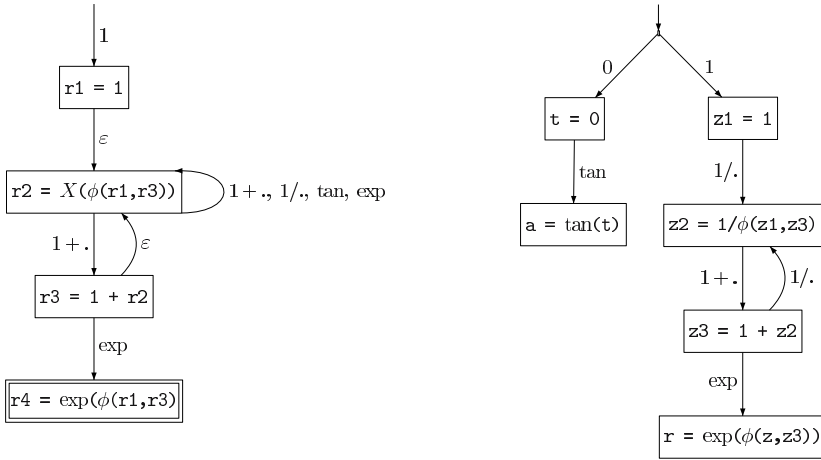 1
r1 = 1
ε
r2 = X(ϕ(r1,r3))
1 + ., 1/., tan, exp
1 + .
ε
r3 = 1 + r2
exp
r4 = exp(ϕ(r1,r3)
0
1
t = 0
z1 = 1
tan
1/.
a = tan(t)
z2 = 1/ϕ(z1,z3)
1 + .
1/.
z3 = 1 + z2
exp
r = exp(ϕ(z,z3))